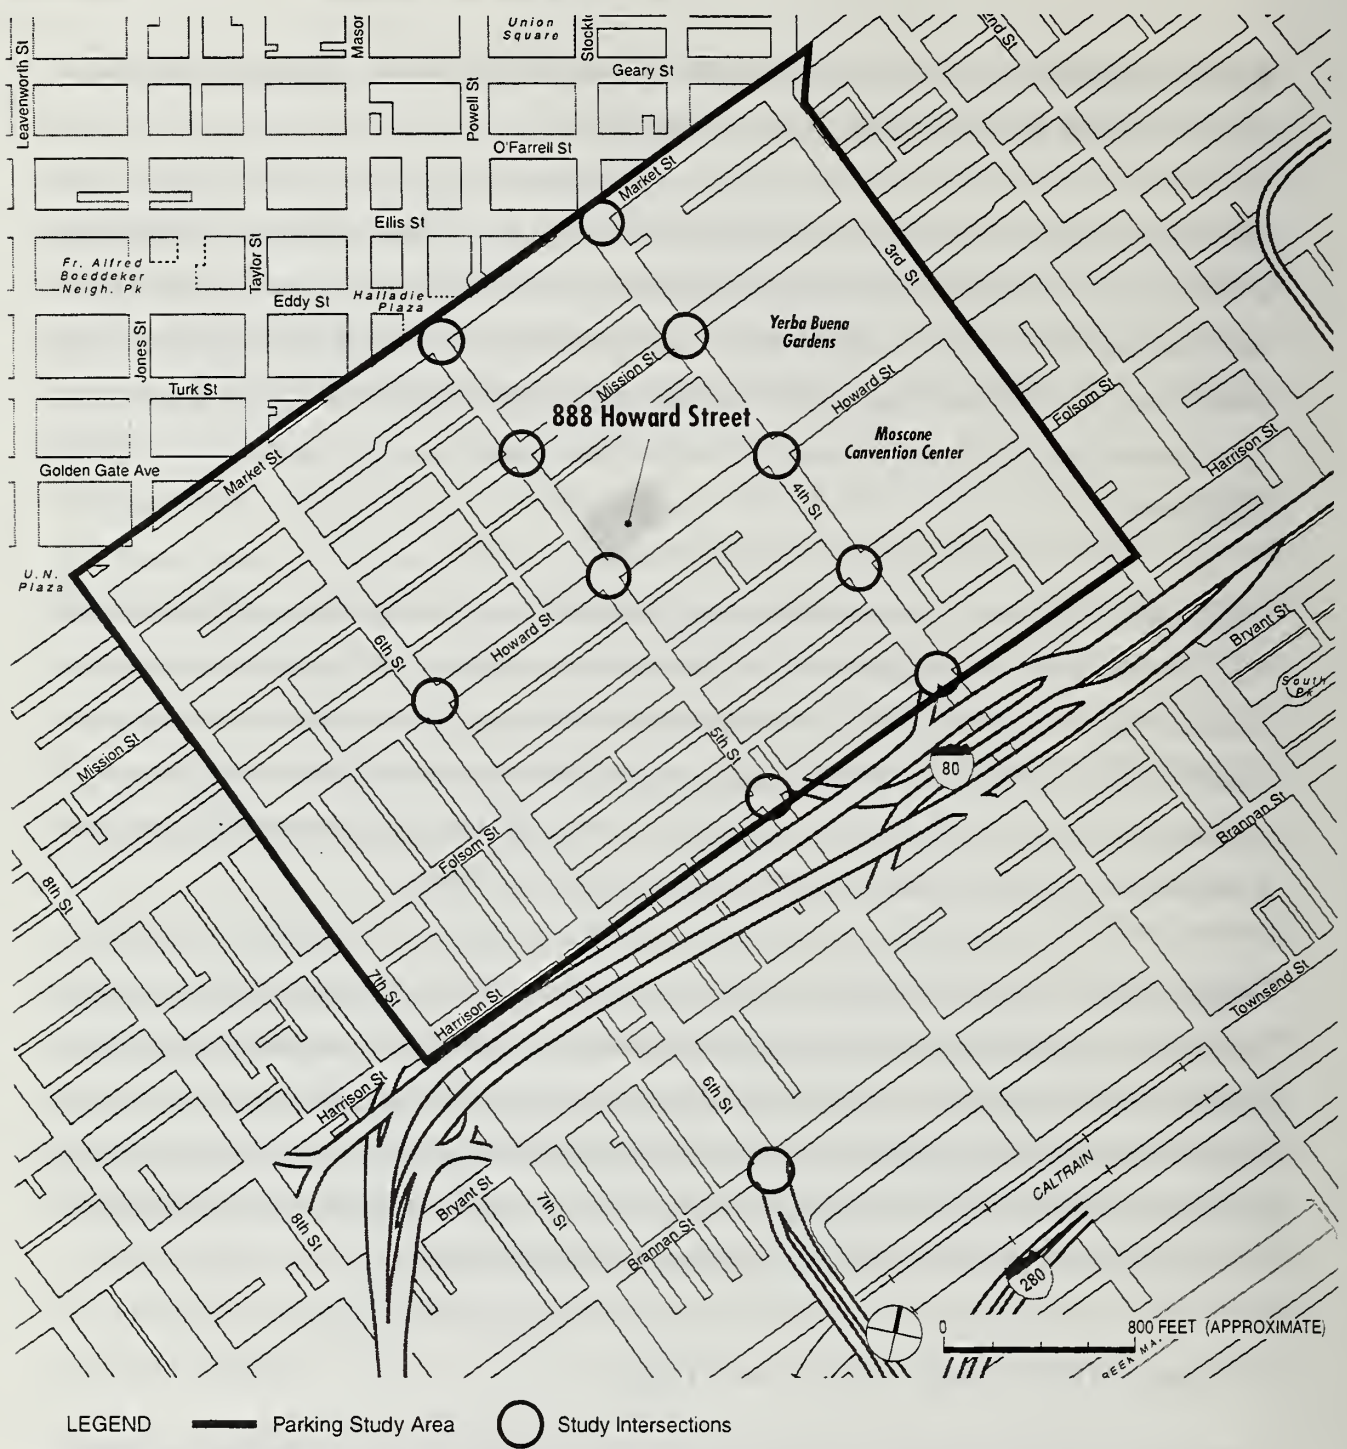 Leavenworth St
Mason
Union
Square
Stockt
nd St
Geary St
Powell St
O'Farrell St
Market St
Ellis St
Taylor St
Fr. Alfred
Boeddeker
Neigh. Pk
Eddy St
Halladie
Plaza
3rd St
Jones St
Yerba Buena
Gardens
Turk St
Mission St
Howard St
Folsom St
888 Howard Street
Moscone
Convention Center
Harrison St
Golden Gate Ave
Market St
4th St
U.N.
Plaza
6th St
Howard St
Bryant St
South
Pk
Mission St
5th St
80
Brannan St
Folsom St
8th St
7th St
Harrison St
Townsend St
Harrison St
6th St
CALTRAIN
Bryant St
8th St
7th St
Brannan St
280
0
800 FEET (APPROXIMATE)
LEGEND
Parking Study Area
Study Intersections